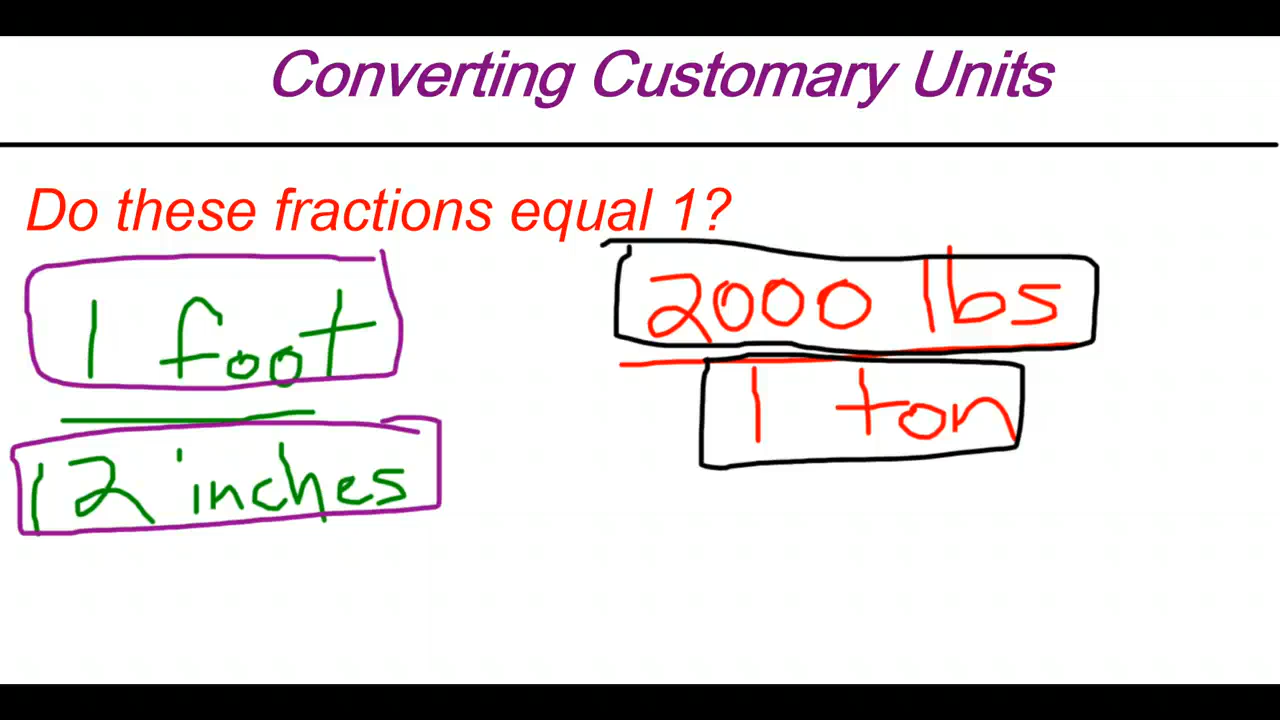 Converting Customary Units
Do these fractions equal 1?
1 foot
12 inches
2000 lbs
1 ton